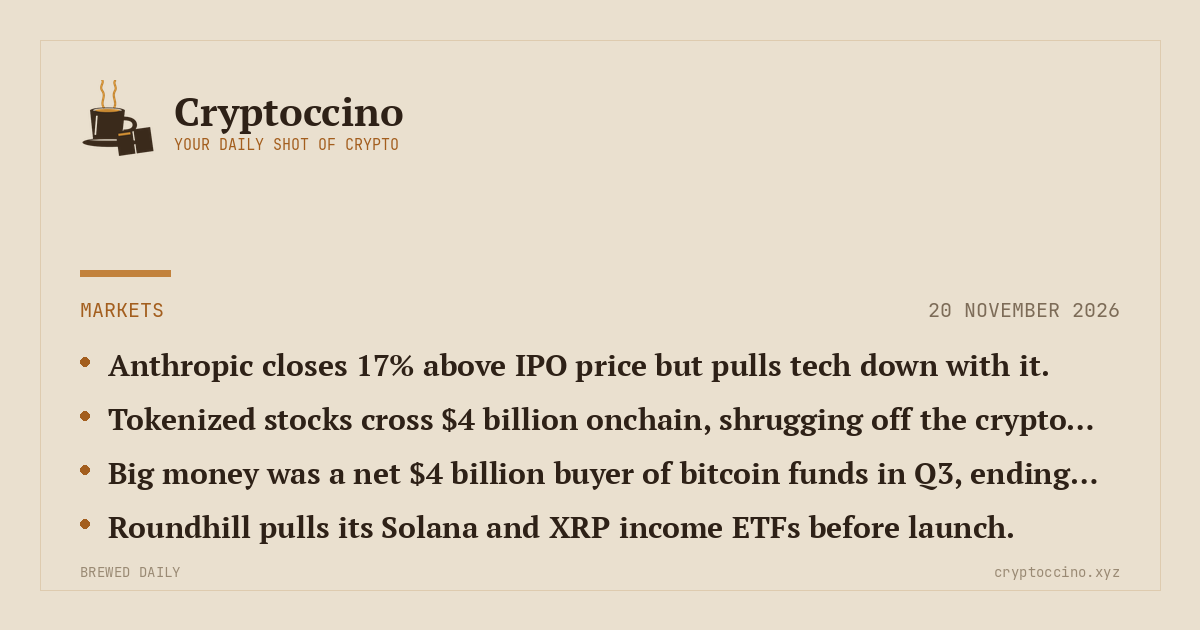 Cryptoccino
YOUR DAILY SHOT OF CRYPTO
MARKETS
20 NOVEMBER 2026
Anthropic closes 17% above IPO price but pulls tech down with it.
Tokenized stocks cross $4 billion onchain, shrugging off the crypto...
Big money was a net $4 billion buyer of bitcoin funds in Q3, ending...
Roundhill pulls its Solana and XRP income ETFs before launch.
BREWED DAILY
cryptoccino.xyz